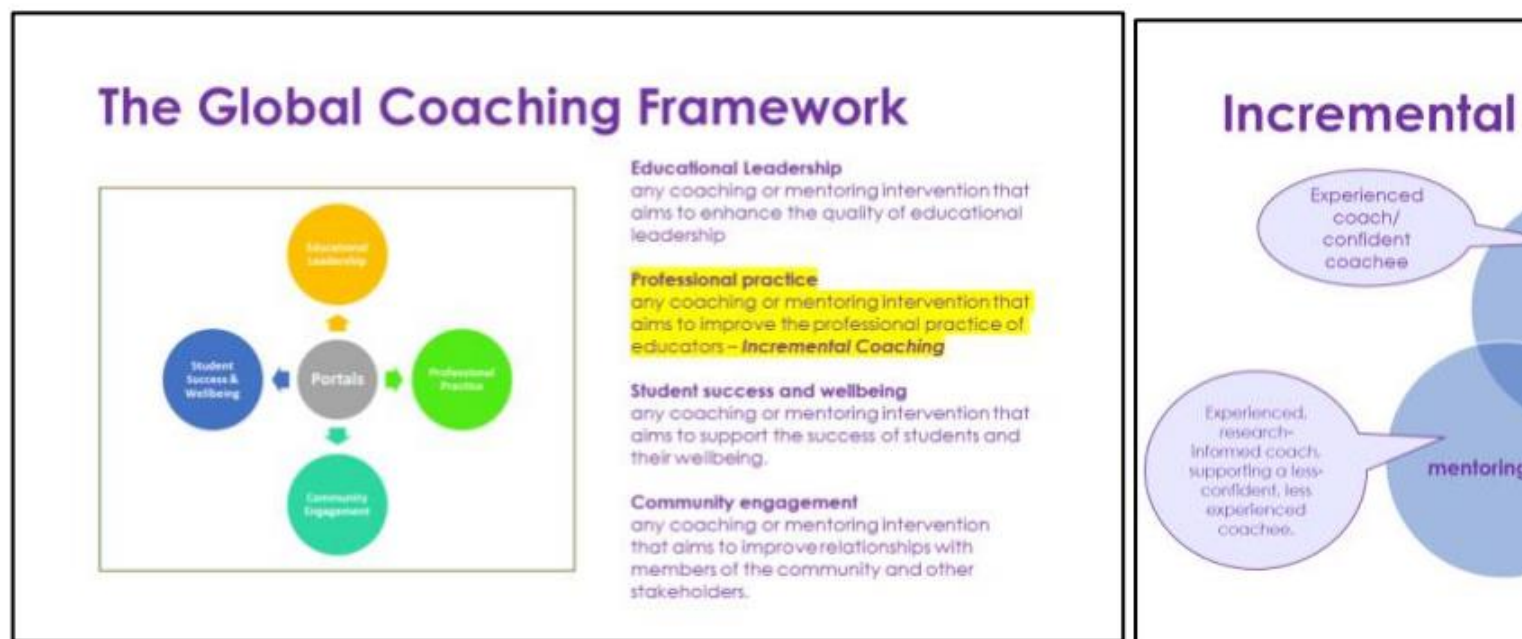 The Global Coaching Framework
Educational
Leadership
Student
Success &
Wellbeing
Portals
Professional
Practice
Community
Engagement
Educational Leadership
any coaching or mentoring intervention that
aims to enhance the quality of educational
leadership
Professional practice
any coaching or mentoring intervention that
aims to improve the professional practice of
educators – Incremental Coaching
Student success and wellbeing
any coaching or mentoring intervention that
aims to support the success of students and
their wellbeing.
Community engagement
any coaching or mentoring intervention
that aims to improve relationships with
members of the community and other
stakeholders.
Incremental
Experienced
coach/
confident
coachee
Experienced,
research-
informed coach,
supporting a less-
confident, less
experienced
coachee.
mentoring